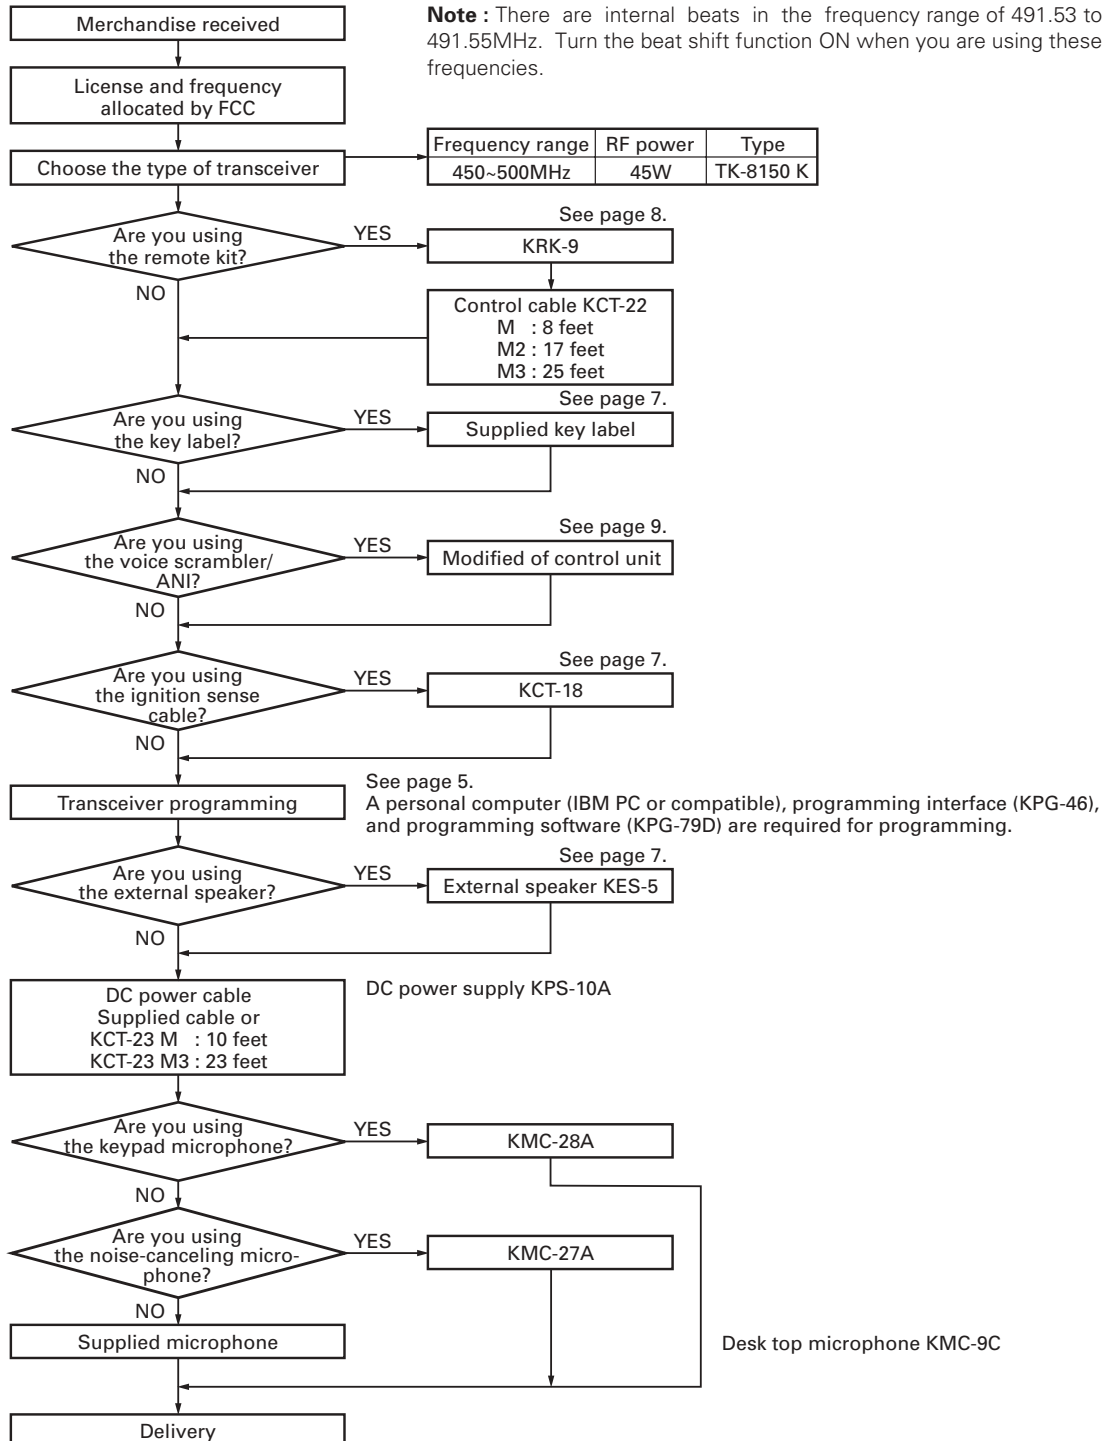 Merchandise received
Note : There are internal beats in the frequency range of 491.53 to
491.55MHz. Turn the beat shift function ON when you are using these
frequencies.
License and frequency
allocated by FCC
Choose the type of transceiver
Frequency range RF power Type
450~500MHz 45W TK-8150 K
Are you using
the remote kit?
YES
See page 8.
KRK-9
NO
Control cable KCT-22
M : 8 feet
M2 : 17 feet
M3 : 25 feet
Are you using
the key label?
YES
See page 7.
Supplied key label
NO
Are you using
the voice scrambler/
ANI?
YES
See page 9.
Modified of control unit
NO
Are you using
the ignition sense
cable?
YES
See page 7.
KCT-18
NO
Transceiver programming
See page 5.
A personal computer (IBM PC or compatible), programming interface (KPG-46),
and programming software (KPG-79D) are required for programming.
Are you using
the external speaker?
YES
See page 7.
External speaker KES-5
NO
DC power cable
Supplied cable or
KCT-23 M : 10 feet
KCT-23 M3 : 23 feet
DC power supply KPS-10A
Are you using
the keypad microphone?
YES
KMC-28A
NO
Are you using
the noise-canceling micro-
phone?
YES
KMC-27A
NO
Supplied microphone
Desk top microphone KMC-9C
Delivery